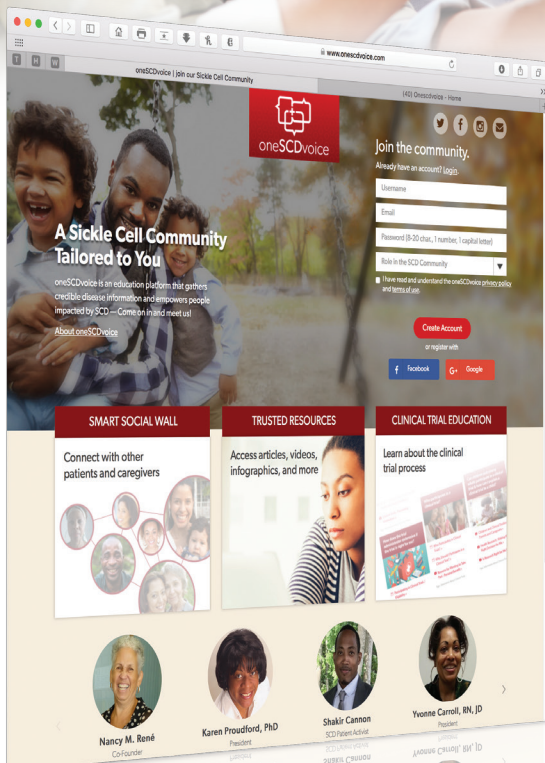 www.onescdvoice.com
T H W
oneSCDvoice | join our Sickle Cell Community
(40) Onescdvoice - Home
oneSCDvoice
Join the community.
Already have an account? Login.
Username
Email
Password (8-20 char., 1 number, 1 capital letter)
Role in the SCD Community
I have read and understand the oneSCDvoice privacy policy
and terms of use.
Create Account
or register with
f Facebook
G+ Google
A Sickle Cell Community
Tailored to You
oneSCDvoice is an education platform that gathers
credible disease information and empowers people
impacted by SCD — Come on in and meet us!
About oneSCDvoice
SMART SOCIAL WALL
Connect with other
patients and caregivers
TRUSTED RESOURCES
Access articles, videos,
infographics, and more
CLINICAL TRIAL EDUCATION
Learn about the clinical
trial process
Nancy M. René
Co-Founder
Karen Proudford, PhD
President
Shakir Cannon
SCD Patient Activist
Yvonne Carroll, RN, JD
President